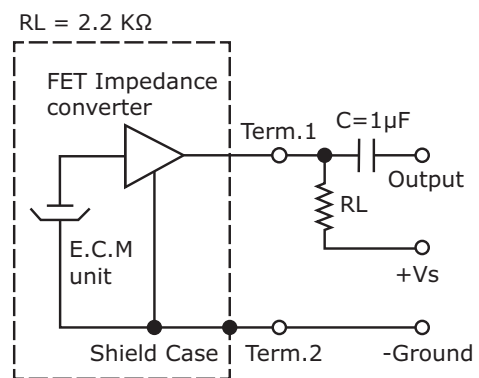 RL = 2.2 KΩ
FET Impedance
converter
Term.1
C=1µF
Output
RL
+Vs
E.C.M
unit
Shield Case
Term.2
-Ground